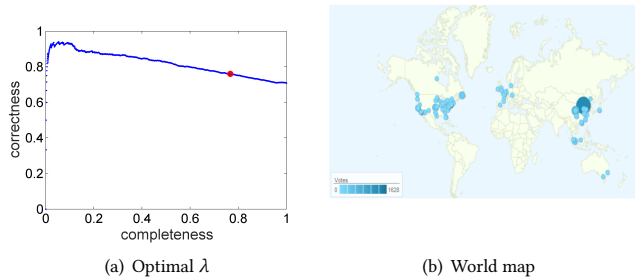 correctness
1
0.8
0.6
0.4
0.2
0
0 0.2 0.4 0.6 0.8 1
completeness
(a) Optimal λ
Votes
0 1628
(b) World map